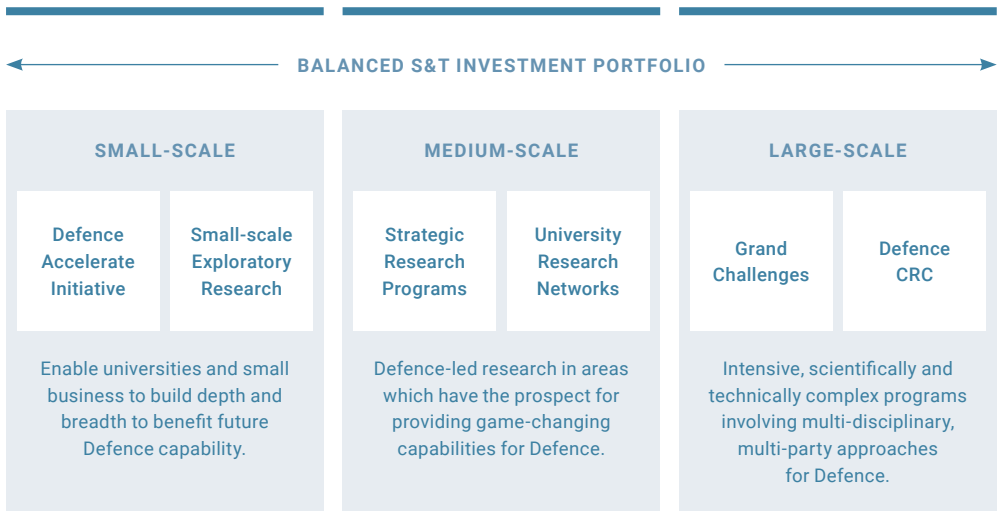 BALANCED S&T INVESTMENT PORTFOLIO
SMALL-SCALE
Defence
Accelerate
Initiative
Small-scale
Exploratory
Research
Enable universities and small
business to build depth and
breadth to benefit future
Defence capability.
MEDIUM-SCALE
Strategic
Research
Programs
University
Research
Networks
Defence-led research in areas
which have the prospect for
providing game-changing
capabilities for Defence.
LARGE-SCALE
Grand
Challenges
Defence
CRC
Intensive, scientifically and
technically complex programs
involving multi-disciplinary,
multi-party approaches
for Defence.